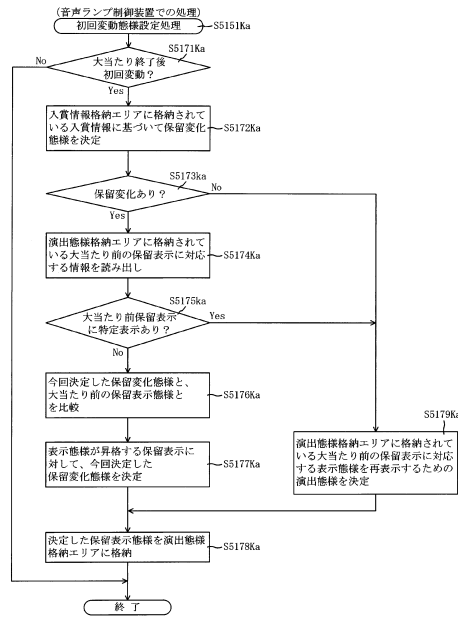 (音声ランプ制御装置での処理)
初回変動態様設定処理
S5151Ka
S5171Ka
No
大当たり終了後
初回変動？
Yes
入賞情報格納エリアに格納されて
いる入賞情報に基づいて保留変化
態様を決定
S5172Ka
S5173ka
保留変化あり？
No
Yes
演出態様格納エリアに格納されて
いる大当たり前の保留表示に対応
する情報を読み出し
S5174Ka
S5175ka
大当たり前保留表示
に特定表示あり？
Yes
No
今回決定した保留変化態様と、
大当たり前の保留表示態様と
を比較
S5176Ka
S5179Ka
演出態様格納エリアに格納されて
いる大当たり前の保留表示に対応
する表示態様を再表示するための
演出態様を決定
表示態様が昇格する保留表示に
対して、今回決定した
保留変化態様を決定
S5177Ka
決定した保留表示態様を演出態様
格納エリアに格納
S5178Ka
終 了